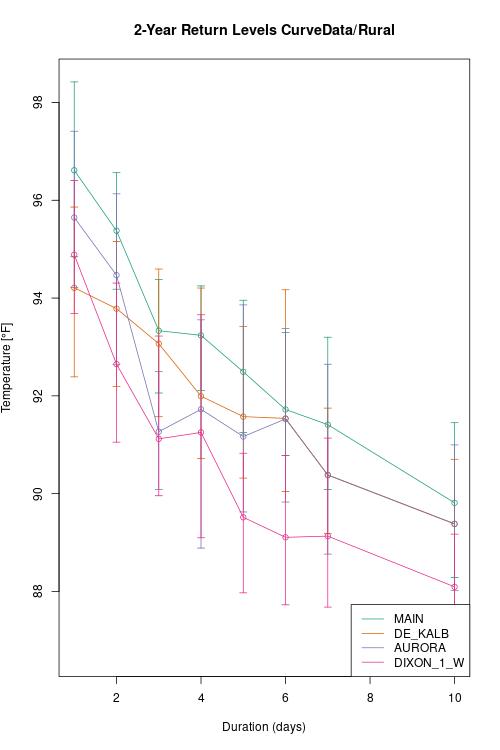 2-Year Return Levels CurveData/Rural
98
96
94
92
90
88
Temperature [°F]
MAIN
DE_KALB
AURORA
DIXON_1_W
2
4
6
8
10
Duration (days)